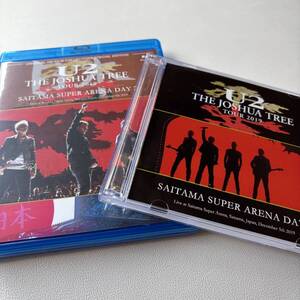 U2
THE JOSHUA TREE
TOUR 2019
SAITAMA SUPER ARENA DAY
日本
U2
THE JOSHUA TREE
TOUR 2019
SAITAMA SUPER ARENA DAY
Live at Saitama Super Arena, Saitama, Japan, December 5th 2019